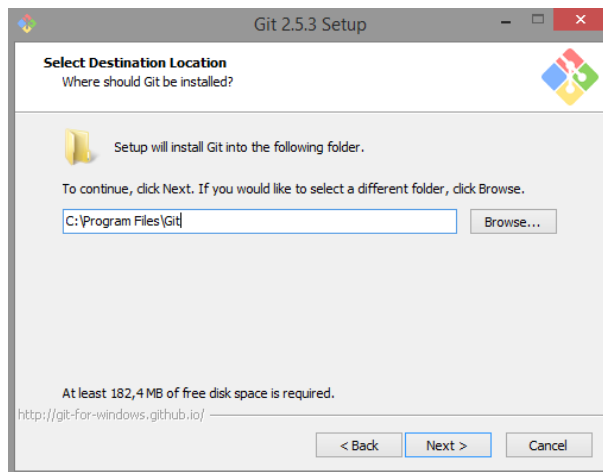 Git 2.5.3 Setup
Select Destination Location
Where should Git be installed?
Setup will install Git into the following folder.
To continue, click Next. If you would like to select a different folder, click Browse.
C:\Program Files\Git
Browse...
At least 182,4 MB of free disk space is required.
http://git-for-windows.github.io/
< Back
Next >
Cancel